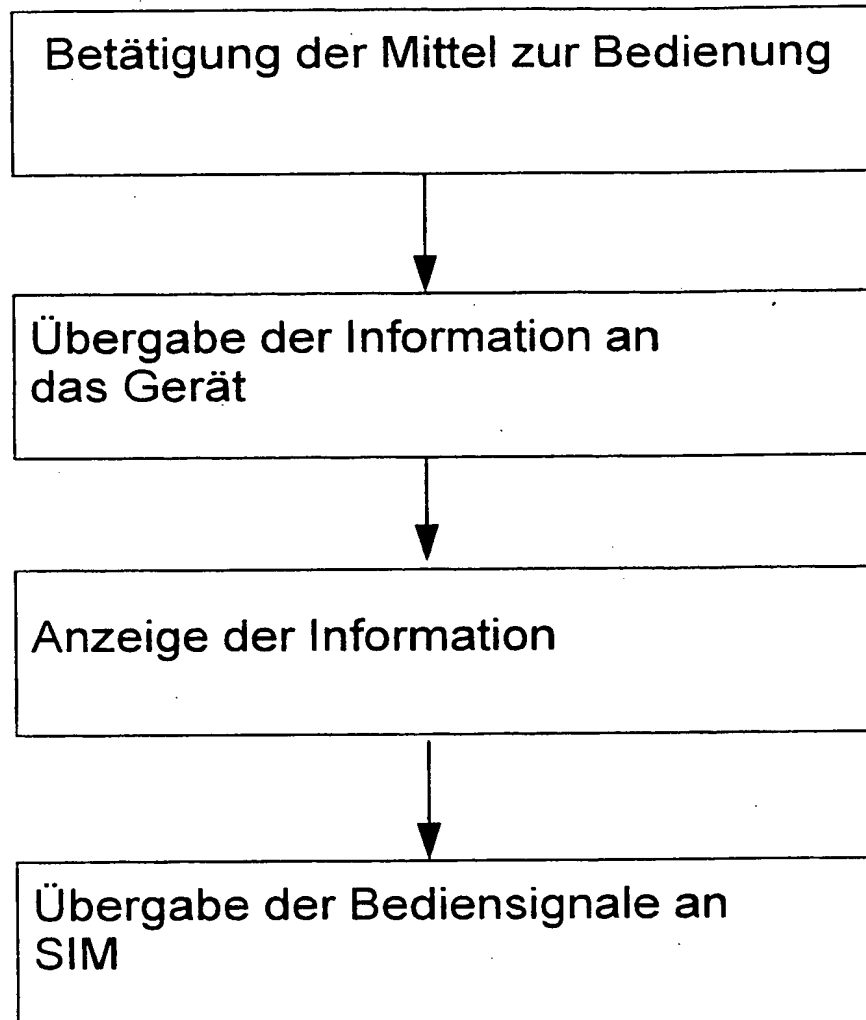 Betätigung der Mittel zur Bedienung
Übergabe der Information an
das Gerät
Anzeige der Information
Übergabe der Bediensignale an
SIM